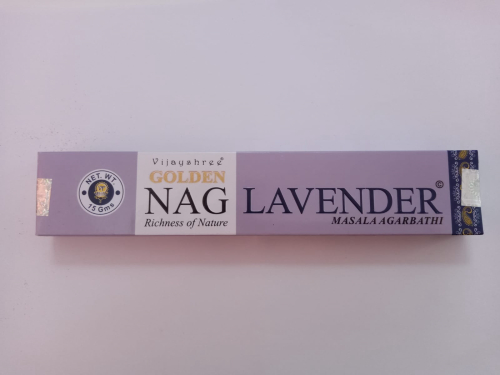 NET. WT
15 Gms
Vijayshree
GOLDEN
NAG
Richness of Nature
LAVENDER ©
MASALA AGARBATHI